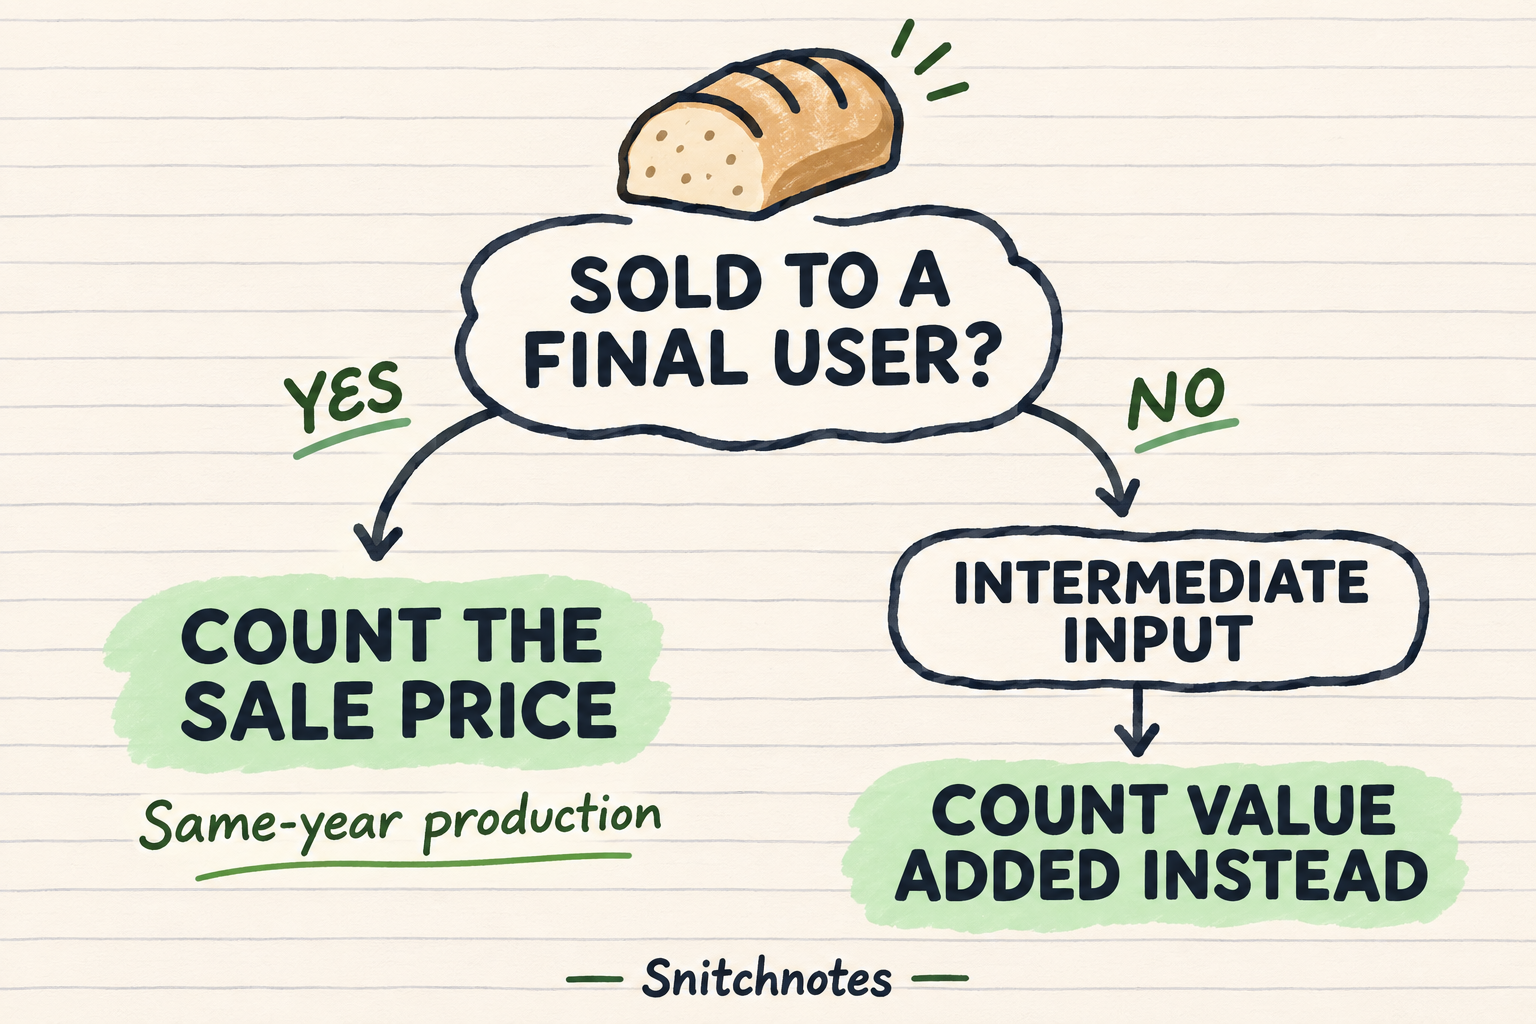 SOLD TO A
FINAL USER?
YES
NO
COUNT THE
SALE PRICE
Same-year production
INTERMEDIATE
INPUT
COUNT VALUE
ADDED INSTEAD
Snitchnotes